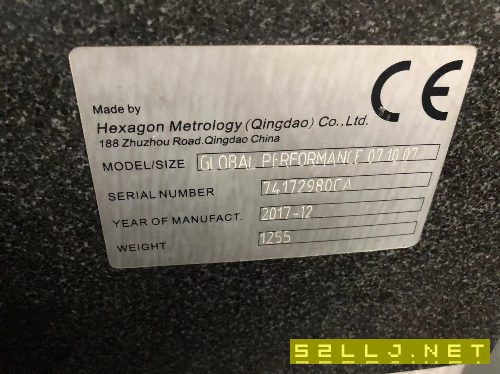 CE
Made by
Hexagon Metrology (Qingdao) Co.,Ltd.
188 Zhuzhou Road.Qingdao China
MODEL/SIZE GLOBAL PERFORMANCE 07.10.07
SERIAL NUMBER 74172980CA
YEAR OF MANUFACT. 2017-12
WEIGHT 1255
52LLJ.NET